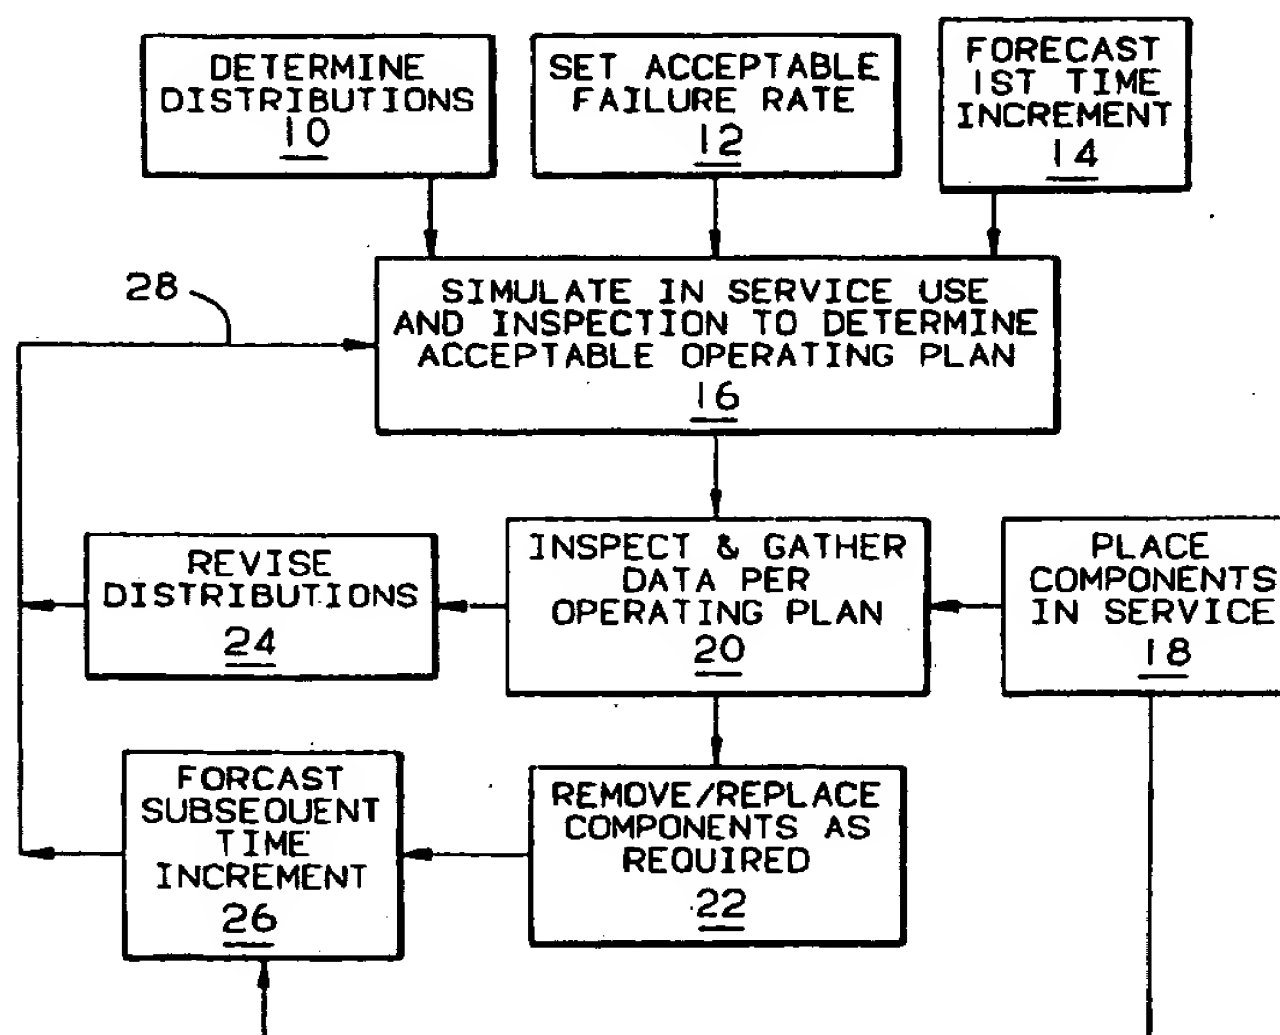 DETERMINE
DISTRIBUTIONS
10
SET ACCEPTABLE
FAILURE RATE
12
FORECAST
1ST TIME
INCREMENT
14
28
SIMULATE IN SERVICE USE
AND INSPECTION TO DETERMINE
ACCEPTABLE OPERATING PLAN
16
REVISE
DISTRIBUTIONS
24
INSPECT & GATHER
DATA PER
OPERATING PLAN
20
PLACE
COMPONENTS
IN SERVICE
18
FORCAST
SUBSEQUENT
TIME
INCREMENT
26
REMOVE/REPLACE
COMPONENTS AS
REQUIRED
22